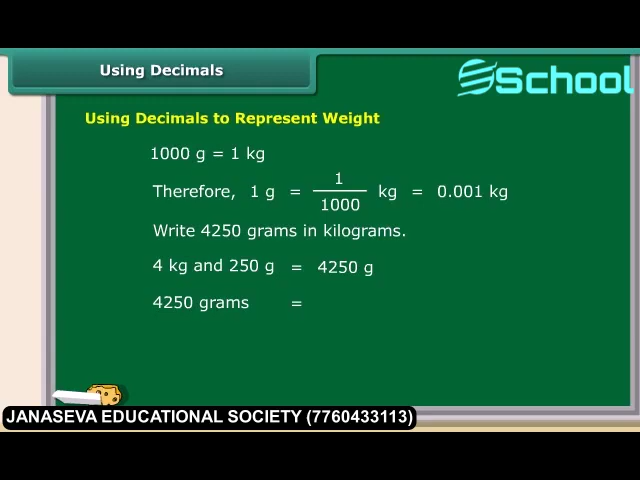 Using Decimals
School
Using Decimals to Represent Weight
1000 g = 1 kg
Therefore, 1 g = 1/1000 kg = 0.001 kg
Write 4250 grams in kilograms.
4 kg and 250 g = 4250 g
4250 grams =
JANASEVA EDUCATIONAL SOCIETY (7760433113)